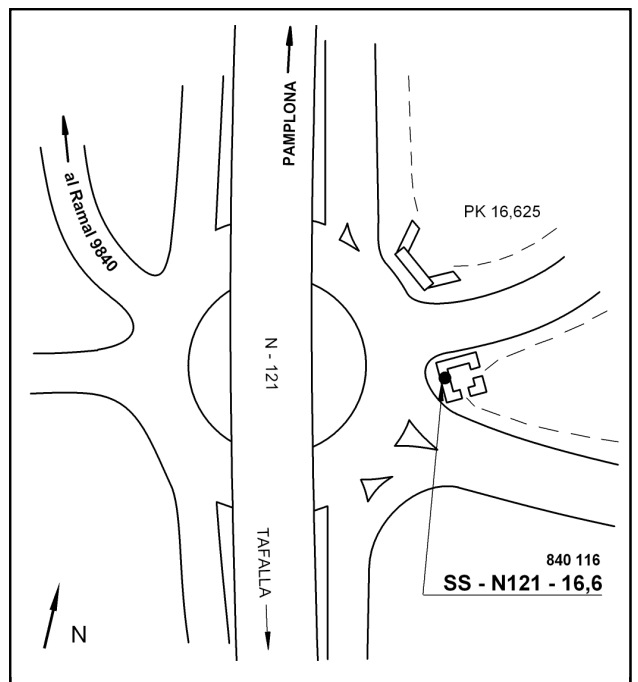 PAMPLONA
al Ramal 9840
PK 16,625
N - 121
TAFALLA
840 116
SS - N121 - 16,6
N